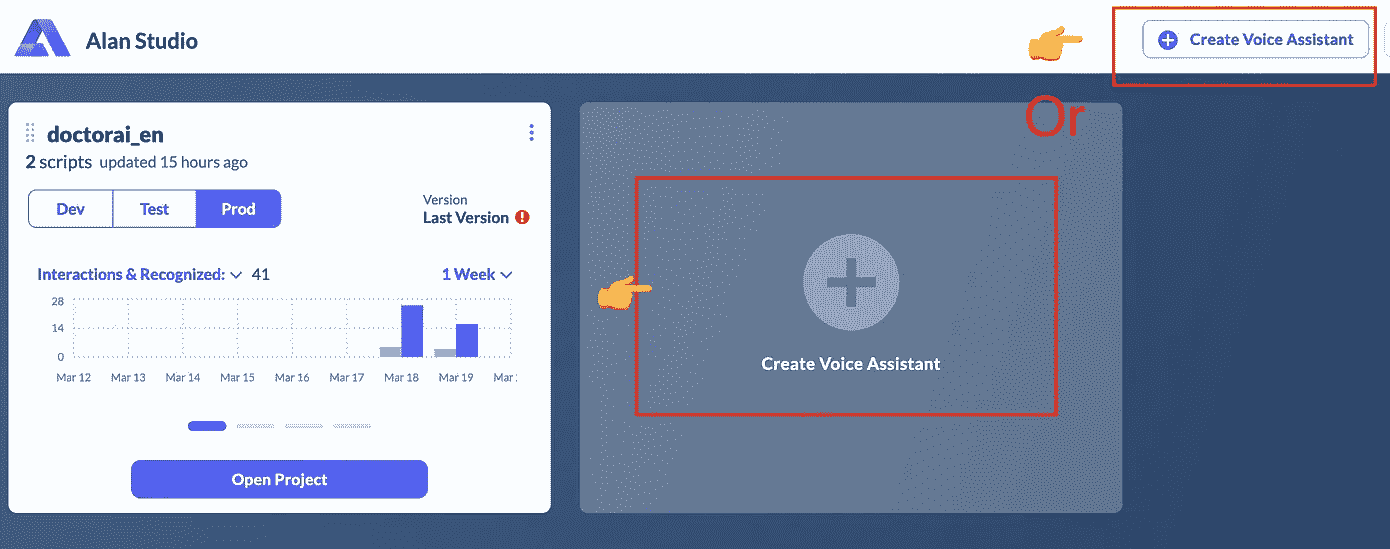 Alan Studio
Create Voice Assistant
Or
doctorai_en
2 scripts updated 15 hours ago
Dev Test Prod
Version
Last Version
Interactions & Recognized: 41
1 Week
28
14
0
Mar 12 Mar 13 Mar 14 Mar 15 Mar 16 Mar 17 Mar 18 Mar 19 Mar
Open Project
Create Voice Assistant